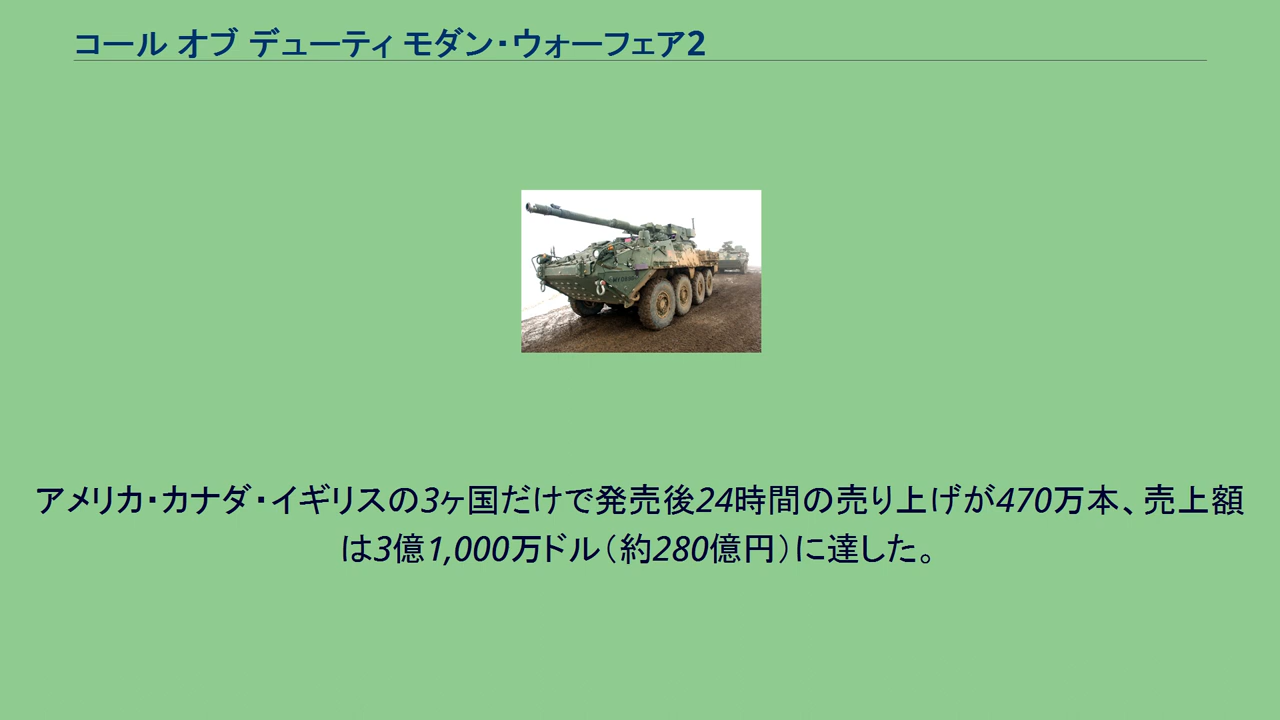 コール オブ デューティ モダン・ウォーフェア2
アメリカ・カナダ・イギリスの3ヶ国だけで発売後24時間の売り上げが470万本、売上額
は3億1,000万ドル（約280億円）に達した。